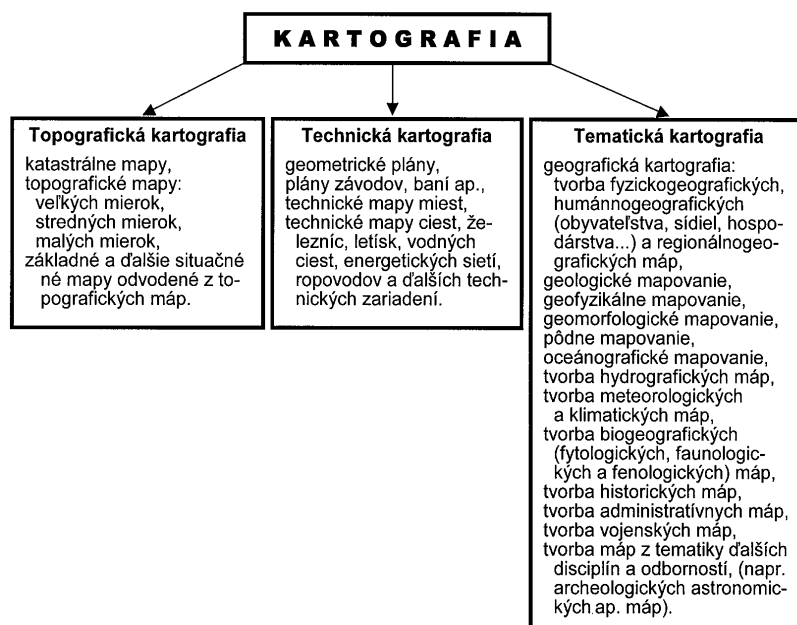 KARTOGRAFIA
Topografická kartografia
katastrálne mapy,
topografické mapy:
veľkých mierok,
stredných mierok,
malých mierok,
základné a ďalšie situačné
né mapy odvodené z to-
pografických máp.
Technická kartografia
geometrické plány,
plány závodov, baní ap.,
technické mapy miest,
technické mapy ciest, že-
lezníc, letísk, vodných
ciest, energetických sietí,
ropovodov a ďalších tech-
nických zariadení.
Tematická kartografia
geografická kartografia:
tvorba fyzickogeografických,
humánnogeografických
(obyvateľstva, sídiel, hospo-
dárstva...) a regionálnogeo-
grafických máp,
geologické mapovanie,
geofyzikálne mapovanie,
geomorfologické mapovanie,
pôdne mapovanie,
oceánografické mapovanie,
tvorba hydrografických máp,
tvorba meteorologických
a klimatických máp,
tvorba biogeografických
(fytologických, faunologic-
kých a fenologických) máp,
tvorba historických máp,
tvorba administratívnych máp,
tvorba vojenských máp,
tvorba máp z tematiky ďalších
disciplín a odborností, (napr.
archeologických astronomic-
kých ap. máp).